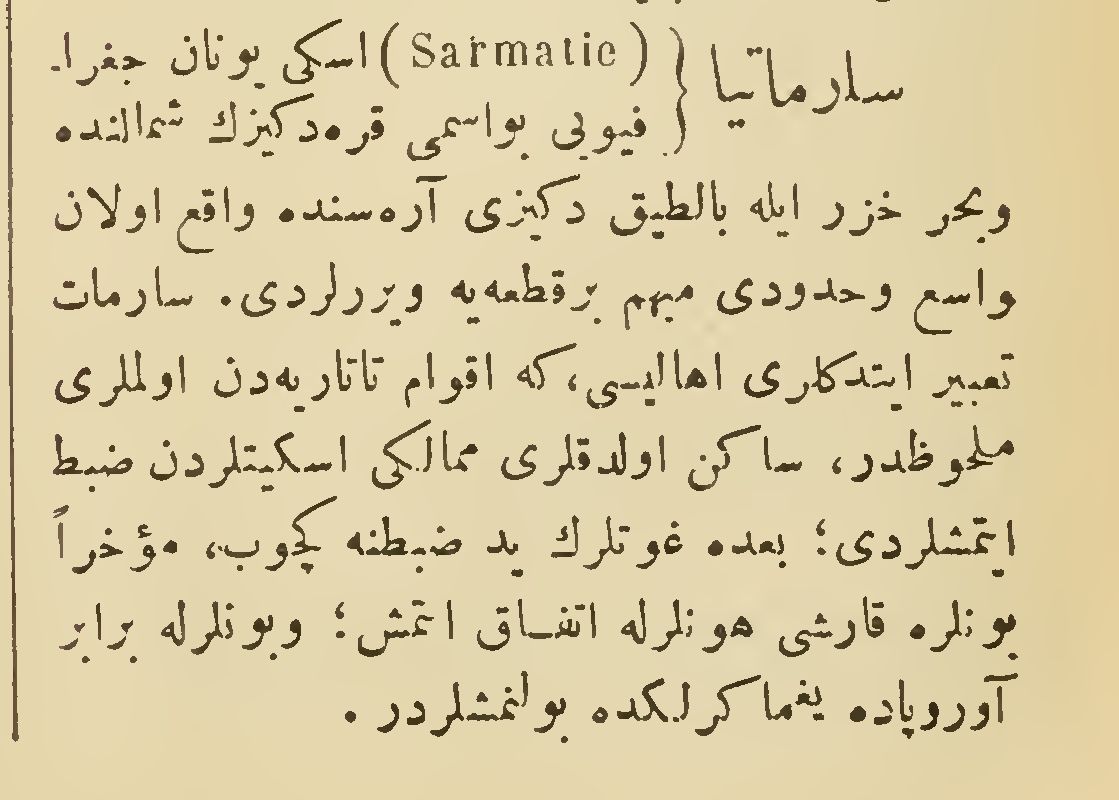 سارماتيا { (Sarmatie) اسكى يونان جغرا-
فيونى بواسمى قره‌دكيزك شمالنده
وبحر خزر ايله بالطيق دكيزى آره‌سنده واقع اولان
واسع وحدودى مبهم برقطعه‌يه ويررلردى. سارمات
تعبير ايتدكلرى اهاليسى، كه اقوام تاتاريه‌دن اولملرى
ملحوظدر، ساكن اولدقلرى ممالكى اسكيتلردن ضبط
ايتمشلردى؛ بعده غوتلرك يد ضبطنه كچوب، مؤخراً
بونلره قارشى هونلرله اتفاق اتمش؛ وبونلرله برابر
آوروپاده يغماكرلكده بولنمشلردر.